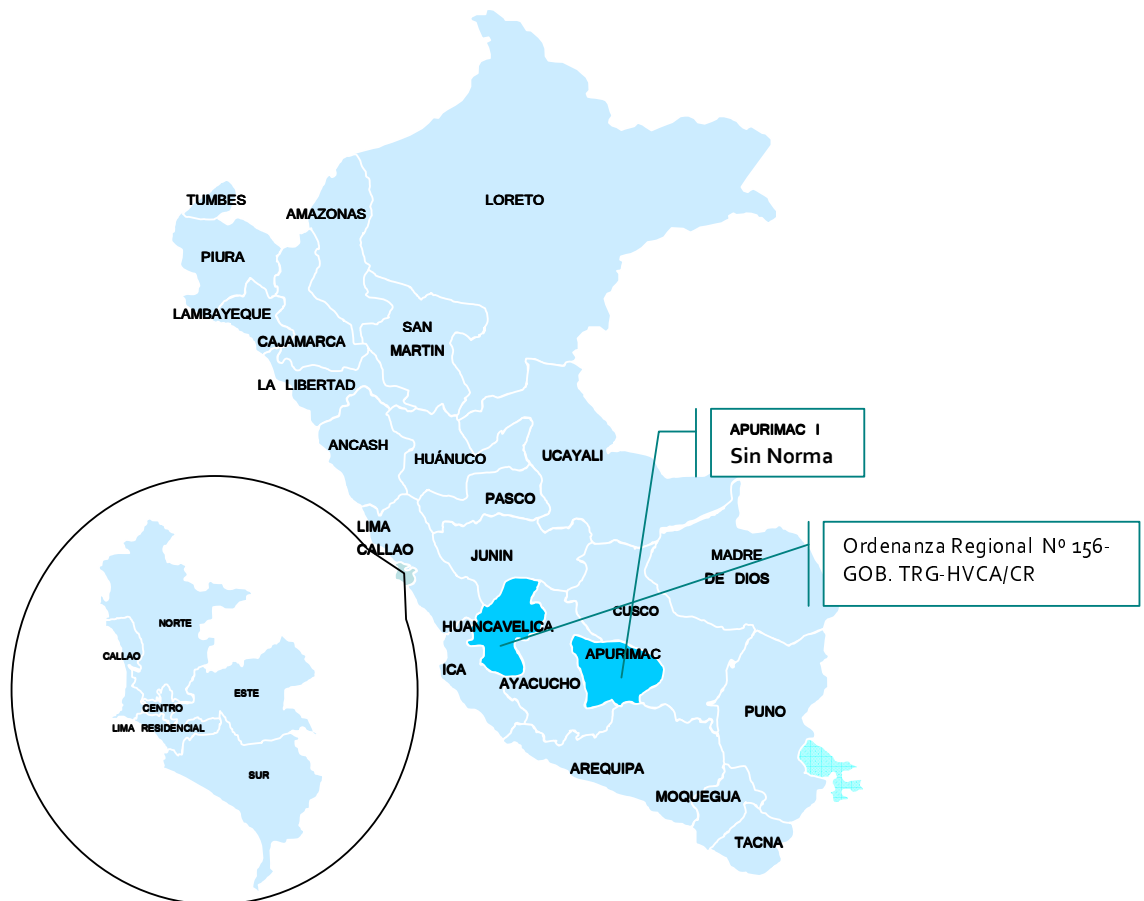 TUMBES
AMAZONAS
LORETO
PIURA
LAMBAYEQUE
CAJAMARCA
SAN
MARTIN
LA LIBERTAD
ANCASH
HUÁNUCO
UCAYALI
PASCO
APURIMAC I
Sin Norma
LIMA
CALLAO
JUNIN
MADRE
DE DIOS
Ordenanza Regional Nº 156-
GOB. TRG-HVCA/CR
CUSCO
HUANCAVELICA
APURIMAC
ICA
AYACUCHO
PUNO
AREQUIPA
MOQUEGUA
TACNA
NORTE
CALLAO
ESTE
CENTRO
LIMA RESIDENCIAL
SUR